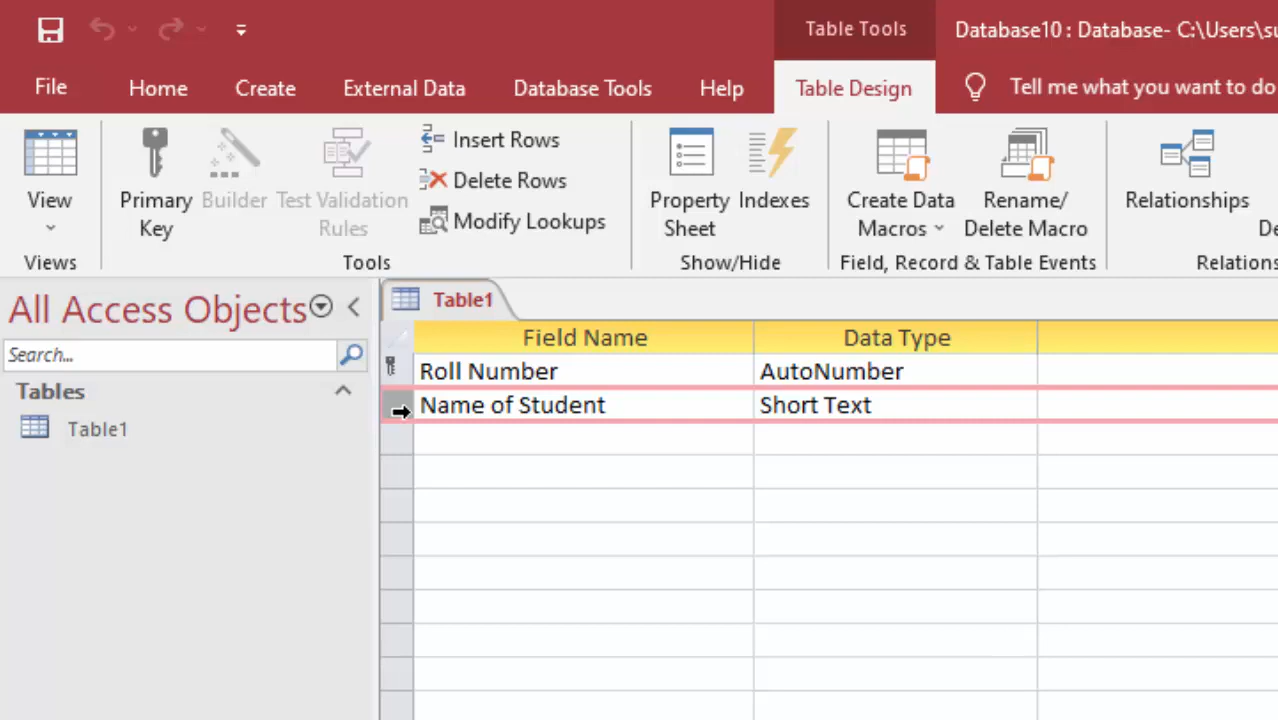 Table Tools
Database10 : Database- C:\Users\su
File Home Create External Data Database Tools Help Table Design Tell me what you want to do
View
Primary Key
Builder
Test Validation Rules
Insert Rows
Delete Rows
Modify Lookups
Property Sheet
Indexes
Create Data Macros
Rename/ Delete Macro
Relationships
Views
Tools
Show/Hide
Field, Record & Table Events
All Access Objects
Search...
Tables
Table1
Table1
Field Name Data Type
Roll Number AutoNumber
Name of Student Short Text